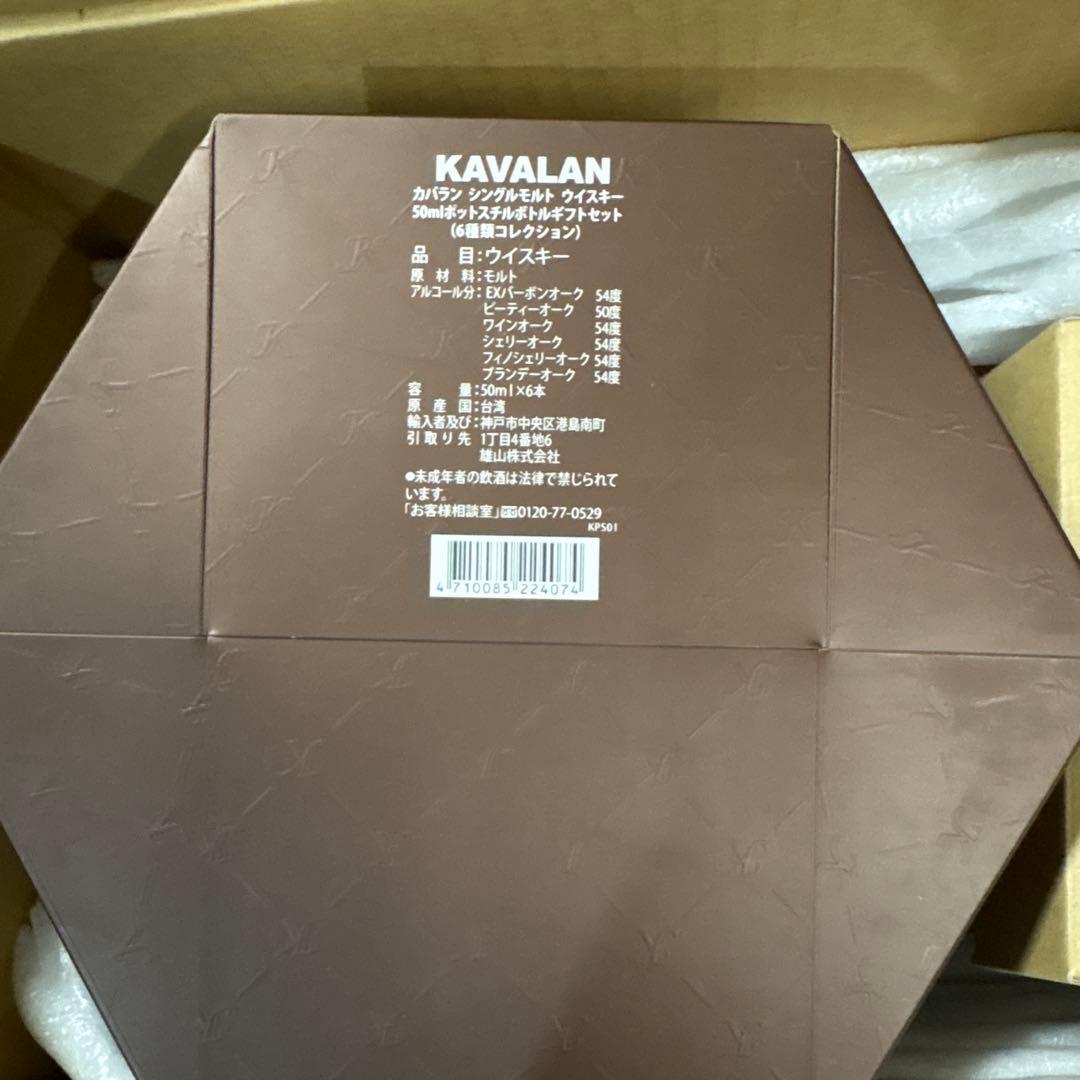 KAVALAN
カバラン シングルモルト ウイスキー
50mlポットスチルボトルギフトセット
(6種類コレクション)
品 目:ウイスキー
原 材 料:モルト
アルコール分:EXバーボンオーク 54度
ピーティーオーク 50度
ワインオーク 54度
シェリーオーク 54度
フィノシェリーオーク 54度
ブランデーオーク 54度
容 量:50ml×6本
原 産 国:台湾
輸入者及び:神戸市中央区港島南町
引取り先 1丁目4番地6
雄山株式会社
●未成年者の飲酒は法律で禁じられて
います。
「お客様相談室」0120-77-0529
KPS01
4 710085 224074